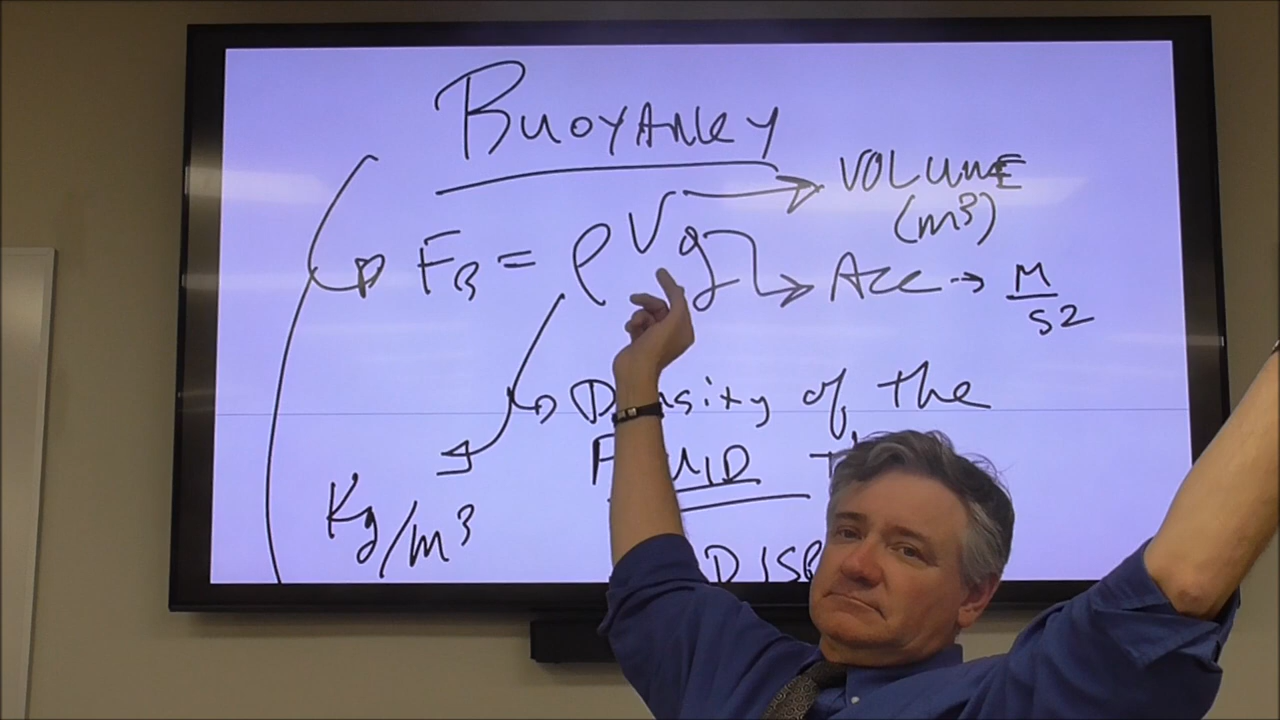 BUOYANCY
VOLUME
(m³)
F_B = ρVg
Acc → M/S2
Density of the
FLUID
Kg/m³